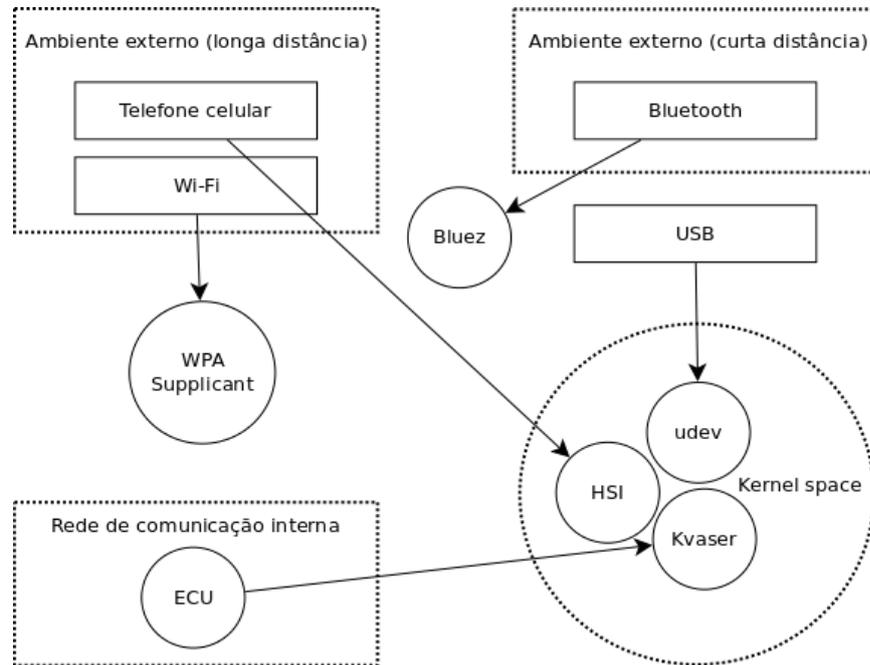 Ambiente externo (longa distância)
Telefone celular
Wi-Fi
WPA
Supplicant
Ambiente externo (curta distância)
Bluetooth
Bluez
USB
udev
HSI
Kernel space
Kvaser
Rede de comunicação interna
ECU